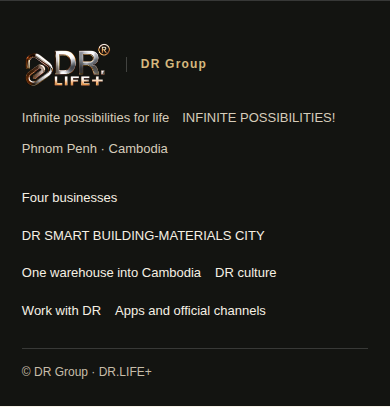 DR.® LIFE+ DR Group
Infinite possibilities for life INFINITE POSSIBILITIES!
Phnom Penh · Cambodia
Four businesses
DR SMART BUILDING-MATERIALS CITY
One warehouse into Cambodia DR culture
Work with DR Apps and official channels
© DR Group · DR.LIFE+